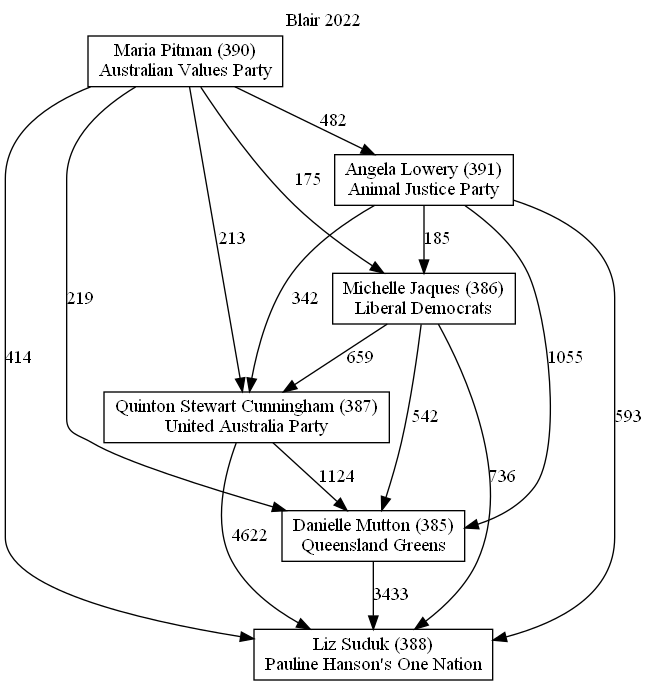 Blair 2022
Maria Pitman (390)
Australian Values Party
482
Angela Lowery (391)
Animal Justice Party
175
213
185
Michelle Jaques (386)
Liberal Democrats
219
342
414
659
1055
Quinton Stewart Cunningham (387)
United Australia Party
542
593
1124
736
Danielle Mutton (385)
Queensland Greens
4622
3433
Liz Suduk (388)
Pauline Hanson's One Nation